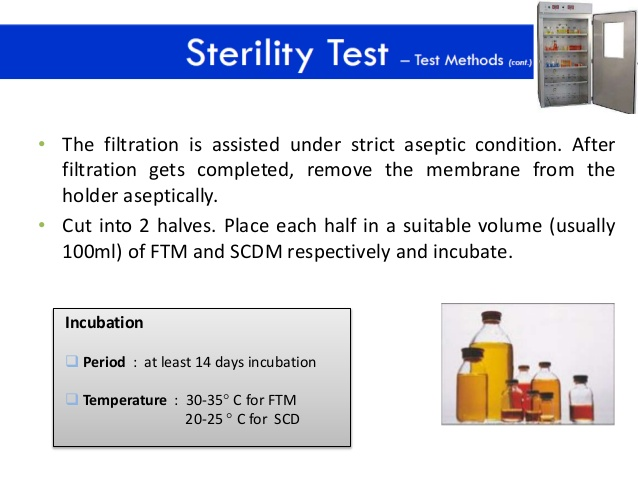 Sterility Test – Test Methods (cont.)
• The filtration is assisted under strict aseptic condition. After
filtration gets completed, remove the membrane from the
holder aseptically.
• Cut into 2 halves. Place each half in a suitable volume (usually
100ml) of FTM and SCDM respectively and incubate.
Incubation
❑ Period : at least 14 days incubation
❑ Temperature : 30-35° C for FTM
20-25 ° C for SCD